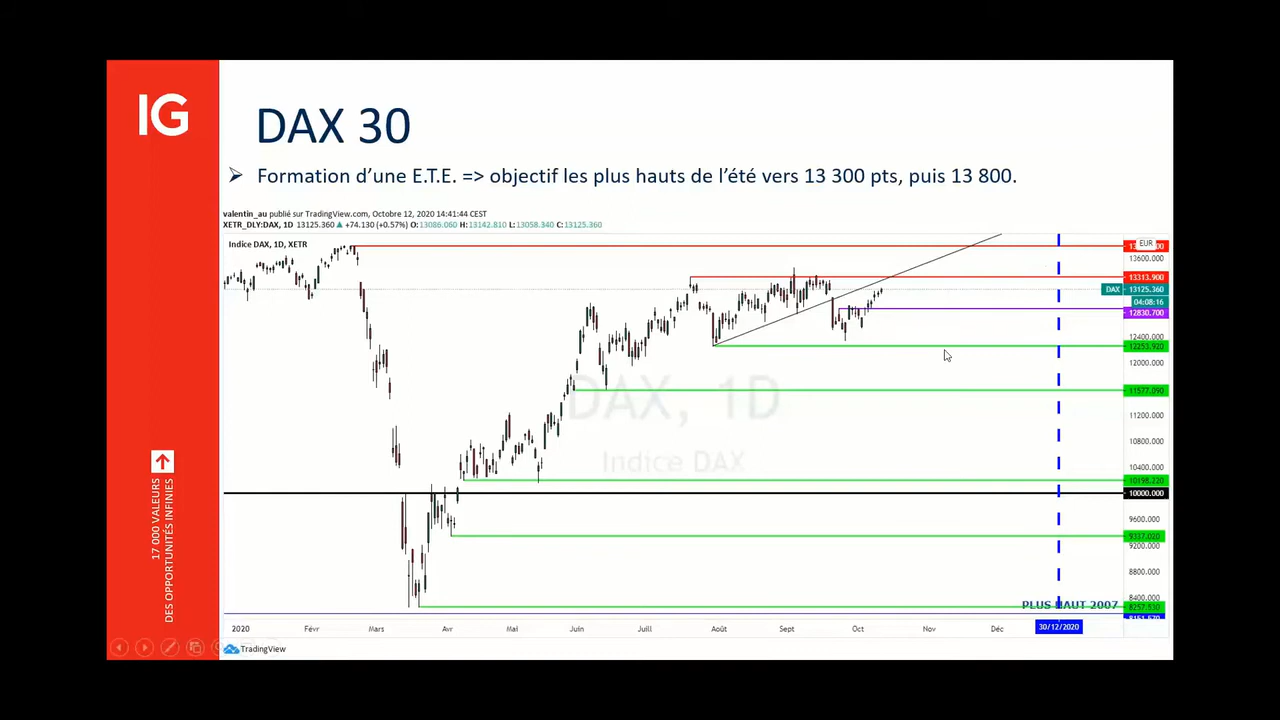 IG
DAX 30
Formation d’une E.T.E. => objectif les plus hauts de l’été vers 13 300 pts, puis 13 800.
valentin_au publié sur TradingView.com, Octobre 12, 2020 14:41:44 CEST
XETR_DLY:DAX, 1D 13125.360 ▲ +74.130 (+0.57%) O:13086.060 H:13142.810 L:13058.340 C:13125.360
Indice DAX, 1D, XETR
EUR
13600.000
13313.900
DAX 13125.360
04:08:16
12830.700
12400.000
12253.920
12000.000
11577.090
11200.000
10800.000
10400.000
10198.220
10000.000
9600.000
9337.020
9200.000
8800.000
8400.000
8257.530
DAX, 1D
Indice DAX
PLUS HAUT 2007
2020 Févr Mars Avr Mai Juin Juill Août Sept Oct Nov Déc
30/12/2020
TradingView
17 000 VALEURS
DES OPPORTUNITÉS INFINIES